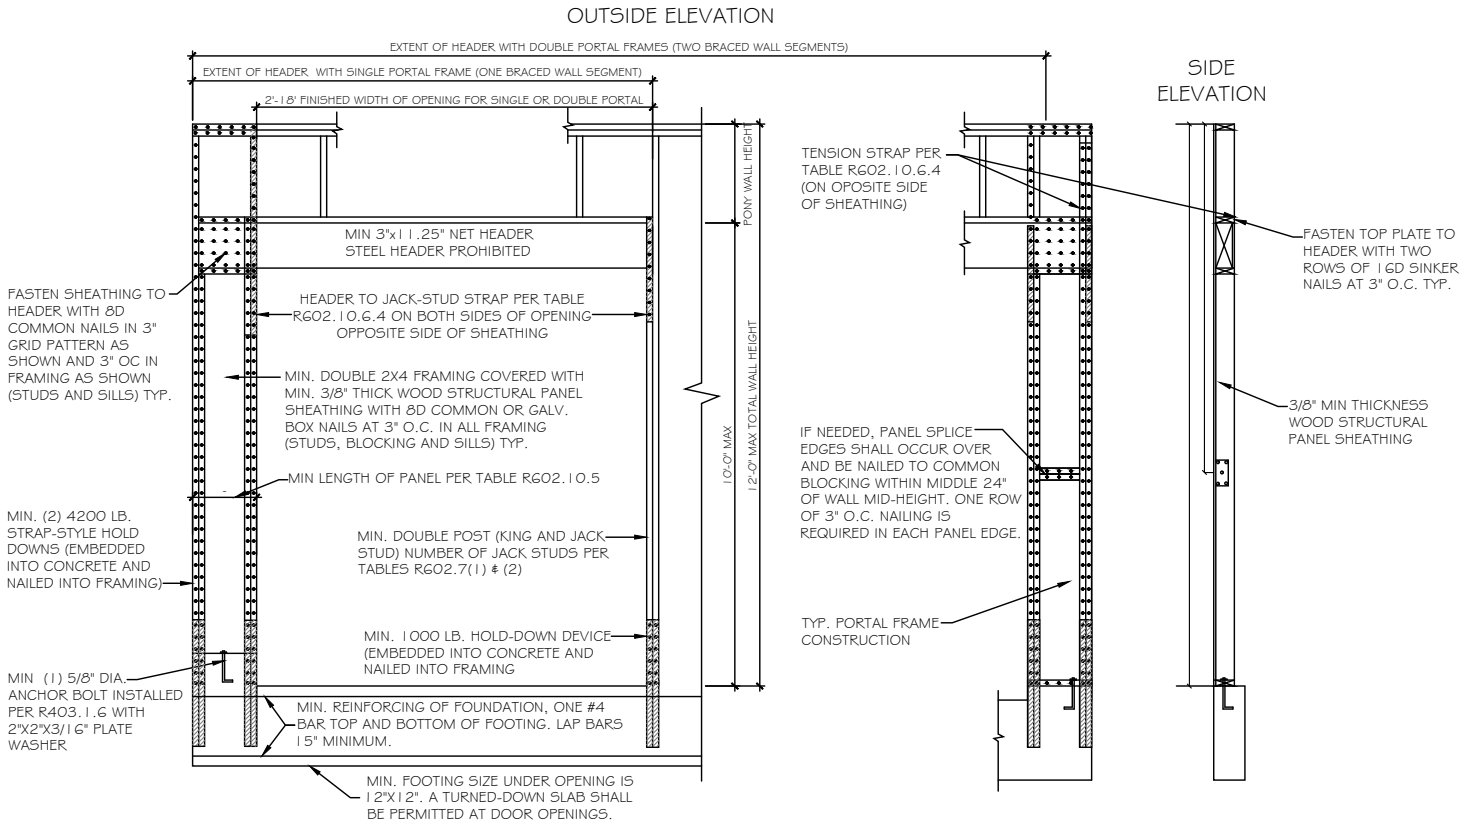 OUTSIDE ELEVATION
EXTENT OF HEADER WITH DOUBLE PORTAL FRAMES (TWO BRACED WALL SEGMENTS)
EXTENT OF HEADER WITH SINGLE PORTAL FRAME (ONE BRACED WALL SEGMENT)
2'-18' FINISHED WIDTH OF OPENING FOR SINGLE OR DOUBLE PORTAL
SIDE
ELEVATION
PONY WALL HEIGHT
10'-0" MAX
12'-0" MAX TOTAL WALL HEIGHT
MIN 3"x11.25" NET HEADER
STEEL HEADER PROHIBITED
FASTEN SHEATHING TO
HEADER WITH 8D
COMMON NAILS IN 3"
GRID PATTERN AS
SHOWN AND 3" OC IN
FRAMING AS SHOWN
(STUDS AND SILLS) TYP.
HEADER TO JACK-STUD STRAP PER TABLE
R602.10.6.4 ON BOTH SIDES OF OPENING
OPPOSITE SIDE OF SHEATHING
MIN. DOUBLE 2X4 FRAMING COVERED WITH
MIN. 3/8" THICK WOOD STRUCTURAL PANEL
SHEATHING WITH 8D COMMON OR GALV.
BOX NAILS AT 3" O.C. IN ALL FRAMING
(STUDS, BLOCKING AND SILLS) TYP.
MIN LENGTH OF PANEL PER TABLE R602.10.5
MIN. (2) 4200 LB.
STRAP-STYLE HOLD
DOWNS (EMBEDDED
INTO CONCRETE AND
NAILED INTO FRAMING)
MIN. DOUBLE POST (KING AND JACK
STUD) NUMBER OF JACK STUDS PER
TABLES R602.7(1) & (2)
MIN. 1000 LB. HOLD-DOWN DEVICE
(EMBEDDED INTO CONCRETE AND
NAILED INTO FRAMING
MIN (1) 5/8" DIA.
ANCHOR BOLT INSTALLED
PER R403.1.6 WITH
2"X2"X3/16" PLATE
WASHER
MIN. REINFORCING OF FOUNDATION, ONE #4
BAR TOP AND BOTTOM OF FOOTING. LAP BARS
15" MINIMUM.
MIN. FOOTING SIZE UNDER OPENING IS
12"X12". A TURNED-DOWN SLAB SHALL
BE PERMITTED AT DOOR OPENINGS.
TENSION STRAP PER
TABLE R602.10.6.4
(ON OPOSITE SIDE
OF SHEATHING)
IF NEEDED, PANEL SPLICE
EDGES SHALL OCCUR OVER
AND BE NAILED TO COMMON
BLOCKING WITHIN MIDDLE 24"
OF WALL MID-HEIGHT. ONE ROW
OF 3" O.C. NAILING IS
REQUIRED IN EACH PANEL EDGE.
TYP. PORTAL FRAME
CONSTRUCTION
FASTEN TOP PLATE TO
HEADER WITH TWO
ROWS OF 16D SINKER
NAILS AT 3" O.C. TYP.
3/8" MIN THICKNESS
WOOD STRUCTURAL
PANEL SHEATHING